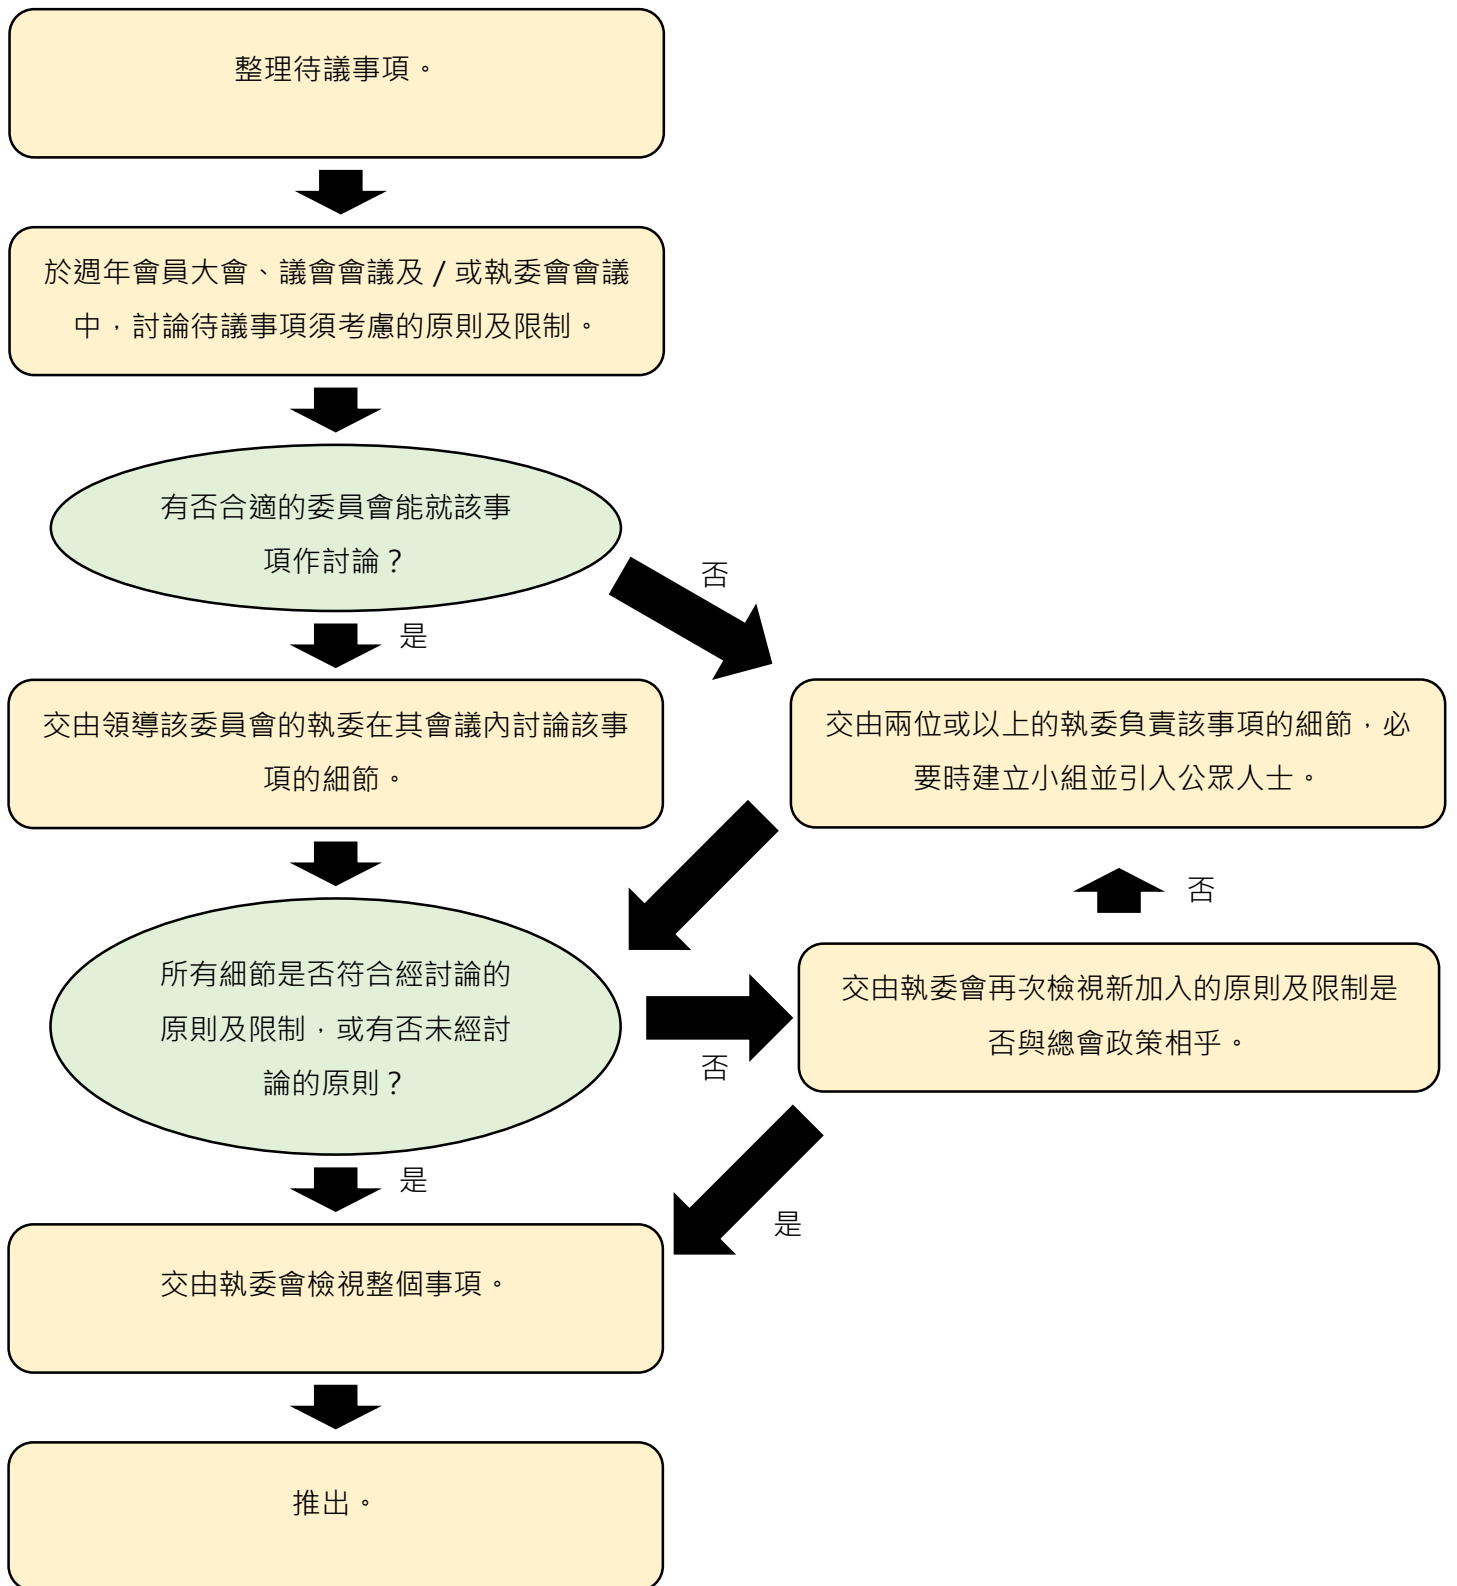 整理待議事項。
於週年會員大會、議會會議及 / 或執委會會議
中，討論待議事項須考慮的原則及限制。
有否合適的委員會能就該事
項作討論？
否
是
交由領導該委員會的執委在其會議內討論該事
項的細節。
交由兩位或以上的執委負責該事項的細節，必
要時建立小組並引入公眾人士。
否
所有細節是否符合經討論的
原則及限制，或有否未經討
論的原則？
交由執委會再次檢視新加入的原則及限制是
否與總會政策相乎。
否
是
是
交由執委會檢視整個事項。
推出。